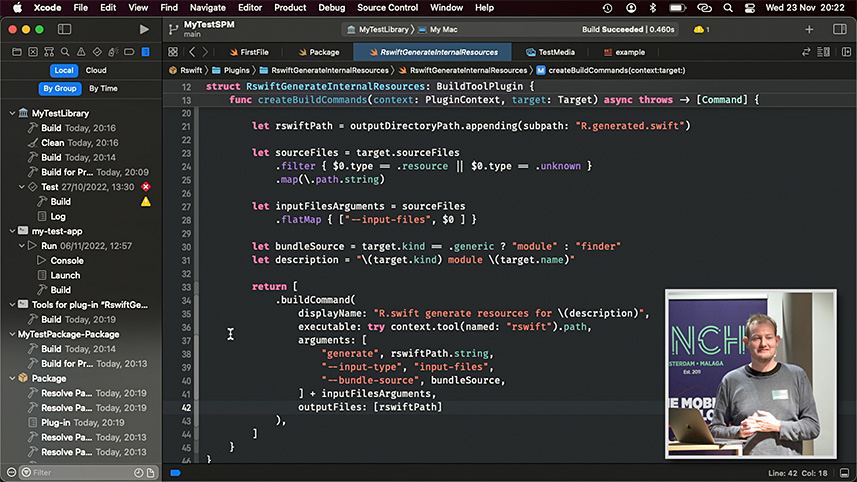 Xcode File Edit View Find Navigate Editor Product Debug Source Control Window Help Wed 23 Nov 20:22
MyTestSPM
main
MyTestLibrary 〉 My Mac
Build Succeeded | 0.460s
1
FirstFile
Package
RswiftGenerateInternalResources
TestMedia
example
Local Cloud
Rswift 〉 Plugins 〉 RswiftGenerateInternalResources 〉 RswiftGenerateInternalResources 〉 M createBuildCommands(context:target:)
By Group By Time
MyTestLibrary
Build Today, 20:16
Clean Today, 20:16
Build Today, 20:14
Build for Pr... Today, 20:09
Test 27/10/2022, 13:30
Build
Log
my-test-app
Run 06/11/2022, 12:57
Console
Launch
Build
Tools for plug-in “RswiftGe...
Build Today, 20:19
MyTestPackage-Package
Build Today, 20:14
Build for Pr... Today, 20:13
Package
Resolve Pa... Today, 20:19
Resolve Pa... Today, 20:19
Plug-in Today, 20:19
Resolve Pa... Today, 20:13
Resolve Pa... Today, 20:13
Filter
12 struct RswiftGenerateInternalResources: BuildToolPlugin {
13 func createBuildCommands(context: PluginContext, target: Target) async throws -> [Command] {
20
21 let rswiftPath = outputDirectoryPath.appending(subpath: "R.generated.swift")
22
23 let sourceFiles = target.sourceFiles
24 .filter { $0.type == .resource || $0.type == .unknown }
25 .map(\.path.string)
26
27 let inputFilesArguments = sourceFiles
28 .flatMap { ["--input-files", $0 ] }
29
30 let bundleSource = target.kind == .generic ? "module" : "finder"
31 let description = "\(target.kind) module \(target.name)"
32
33 return [
34 .buildCommand(
35 displayName: "R.swift generate resources for \(description)",
36 executable: try context.tool(named: "rswift").path,
37 arguments: [
38 "generate", rswiftPath.string,
39 "--input-type", "input-files",
40 "--bundle-source", bundleSource,
41 ] + inputFilesArguments,
42 outputFiles: [rswiftPath]
43 ),
44 ]
45 }
46 }
Line: 42 Col: 18
NCH
STERDAM • MALAGA
Est. 2011
E MOB